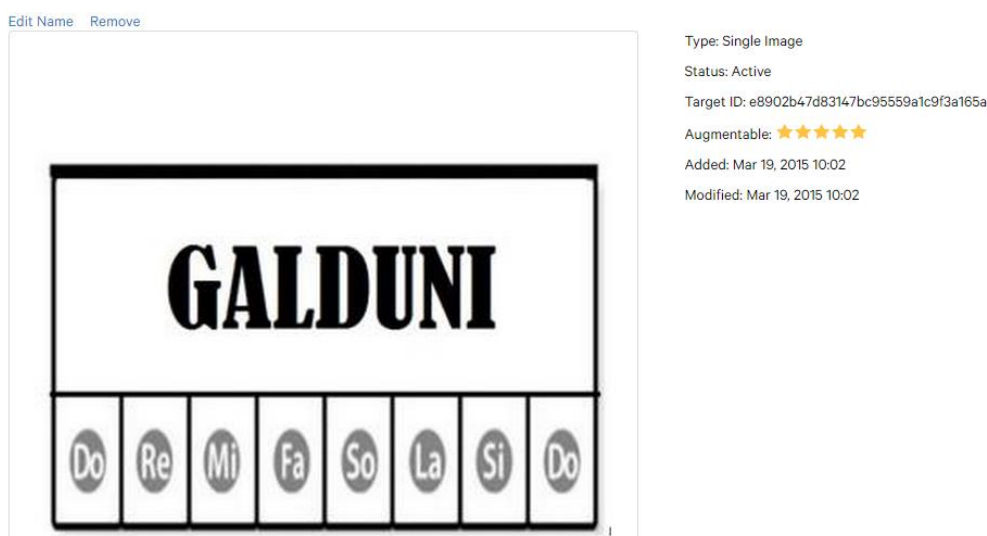 Edit Name Remove
Type: Single Image
Status: Active
Target ID: e8902b47d83147bc95559a1c9f3a165a
Augmentable:
Added: Mar 19, 2015 10:02
Modified: Mar 19, 2015 10:02
GALDUNI
Do Re Mi Fa So La Si Do